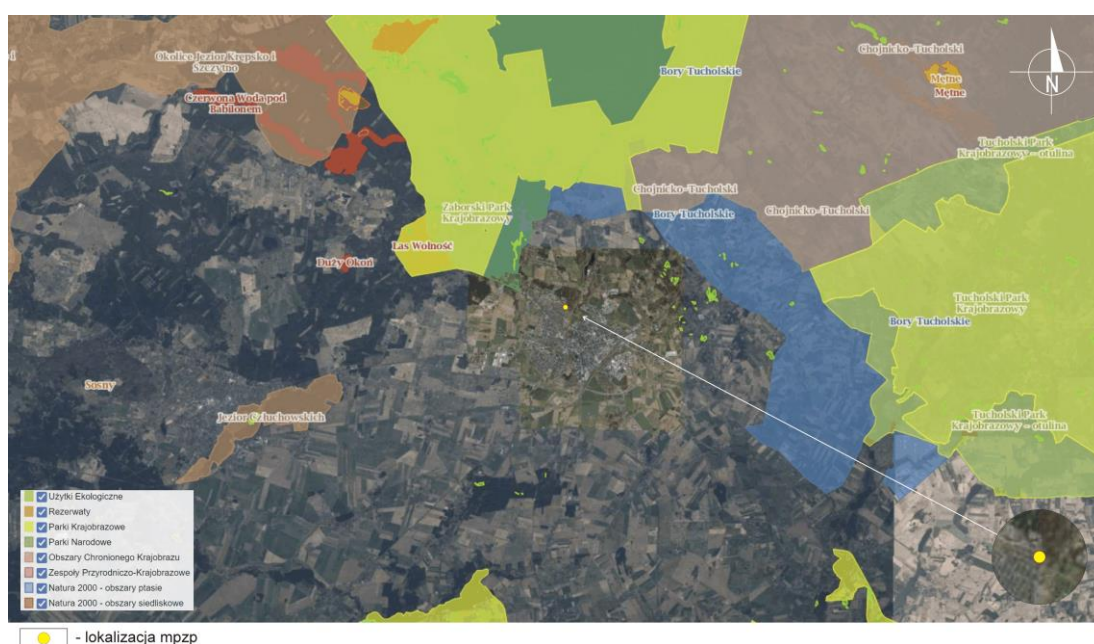 Okolice Jezior Krępsko i
Szczytno
Czerwona Woda pod
Babilonem
Bory Tucholskie
Chojnicko-Tucholski
Mętne
Mętne
N
Tucholski Park
Krajobrazowy - otulina
Zaborski Park
Krajobrazowy
Chojnicko-Tucholski
Bory Tucholskie
Chojnicko-Tucholski
Las Wolność
Duży Okoń
Tucholski Park
Krajobrazowy
Bory Tucholskie
Sosny
Jezior Człuchowskich
Tucholski Park
Krajobrazowy - otulina
Użytki Ekologiczne
Rezerwaty
Parki Krajobrazowe
Parki Narodowe
Obszary Chronionego Krajobrazu
Zespoły Przyrodniczo-Krajobrazowe
Natura 2000 - obszary ptasie
Natura 2000 - obszary siedliskowe
- lokalizacja mpzp